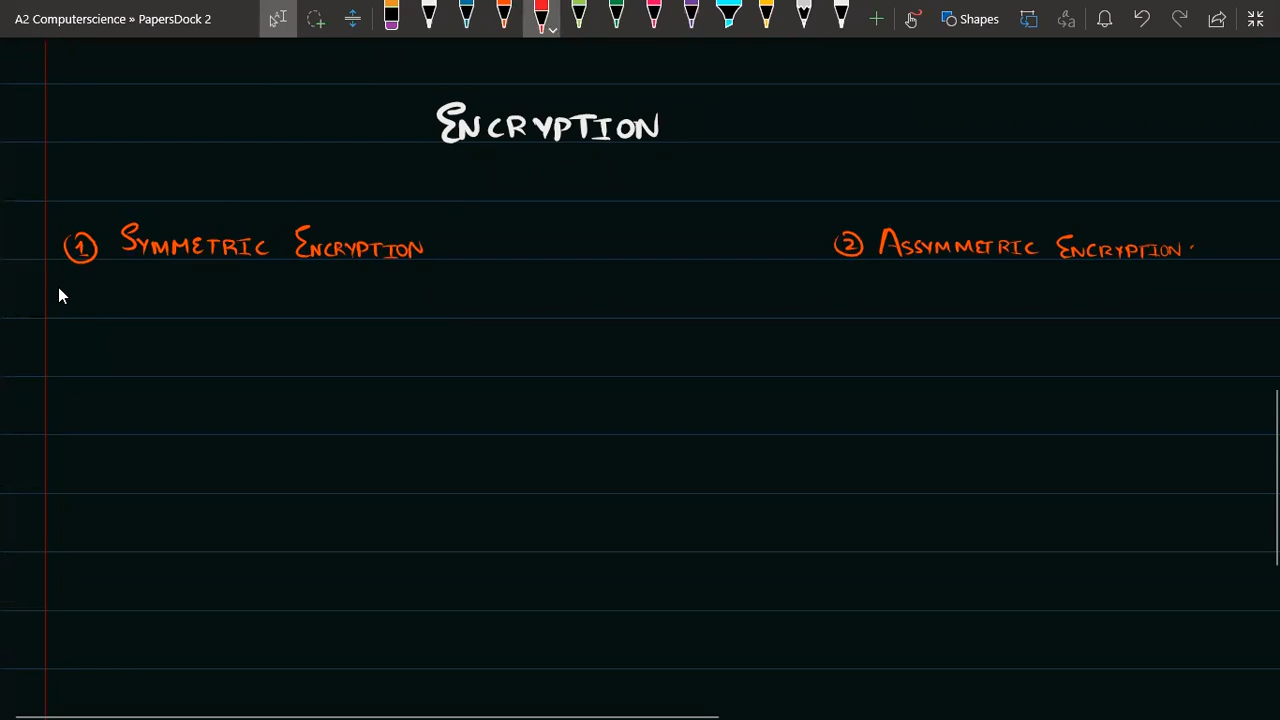 A2 Computerscience » PapersDock 2
Shapes
ENCRYPTION
① SYMMETRIC ENCRYPTION
② ASSYMMETRIC ENCRYPTION.